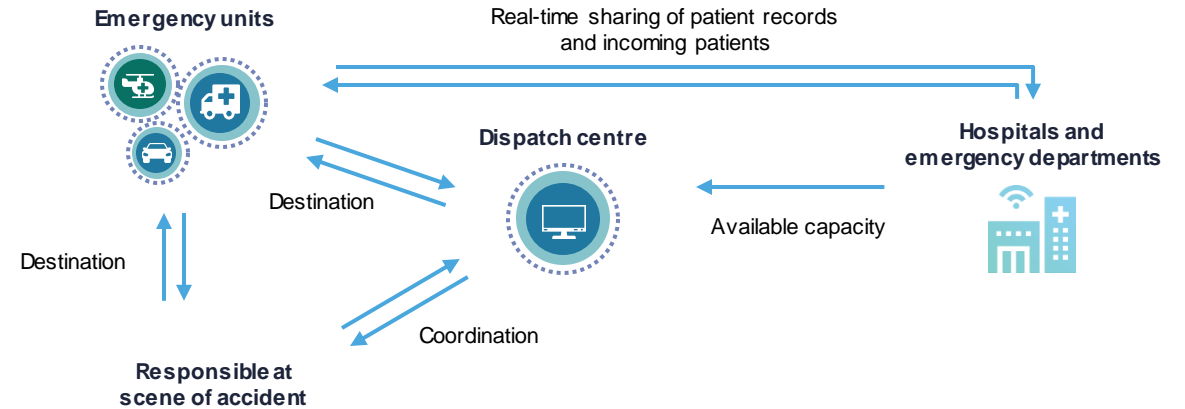 Emergency units
Real-time sharing of patient records
and incoming patients
Dispatch centre
Hospitals and
emergency departments
Destination
Available capacity
Destination
Coordination
Responsible at
scene of accident